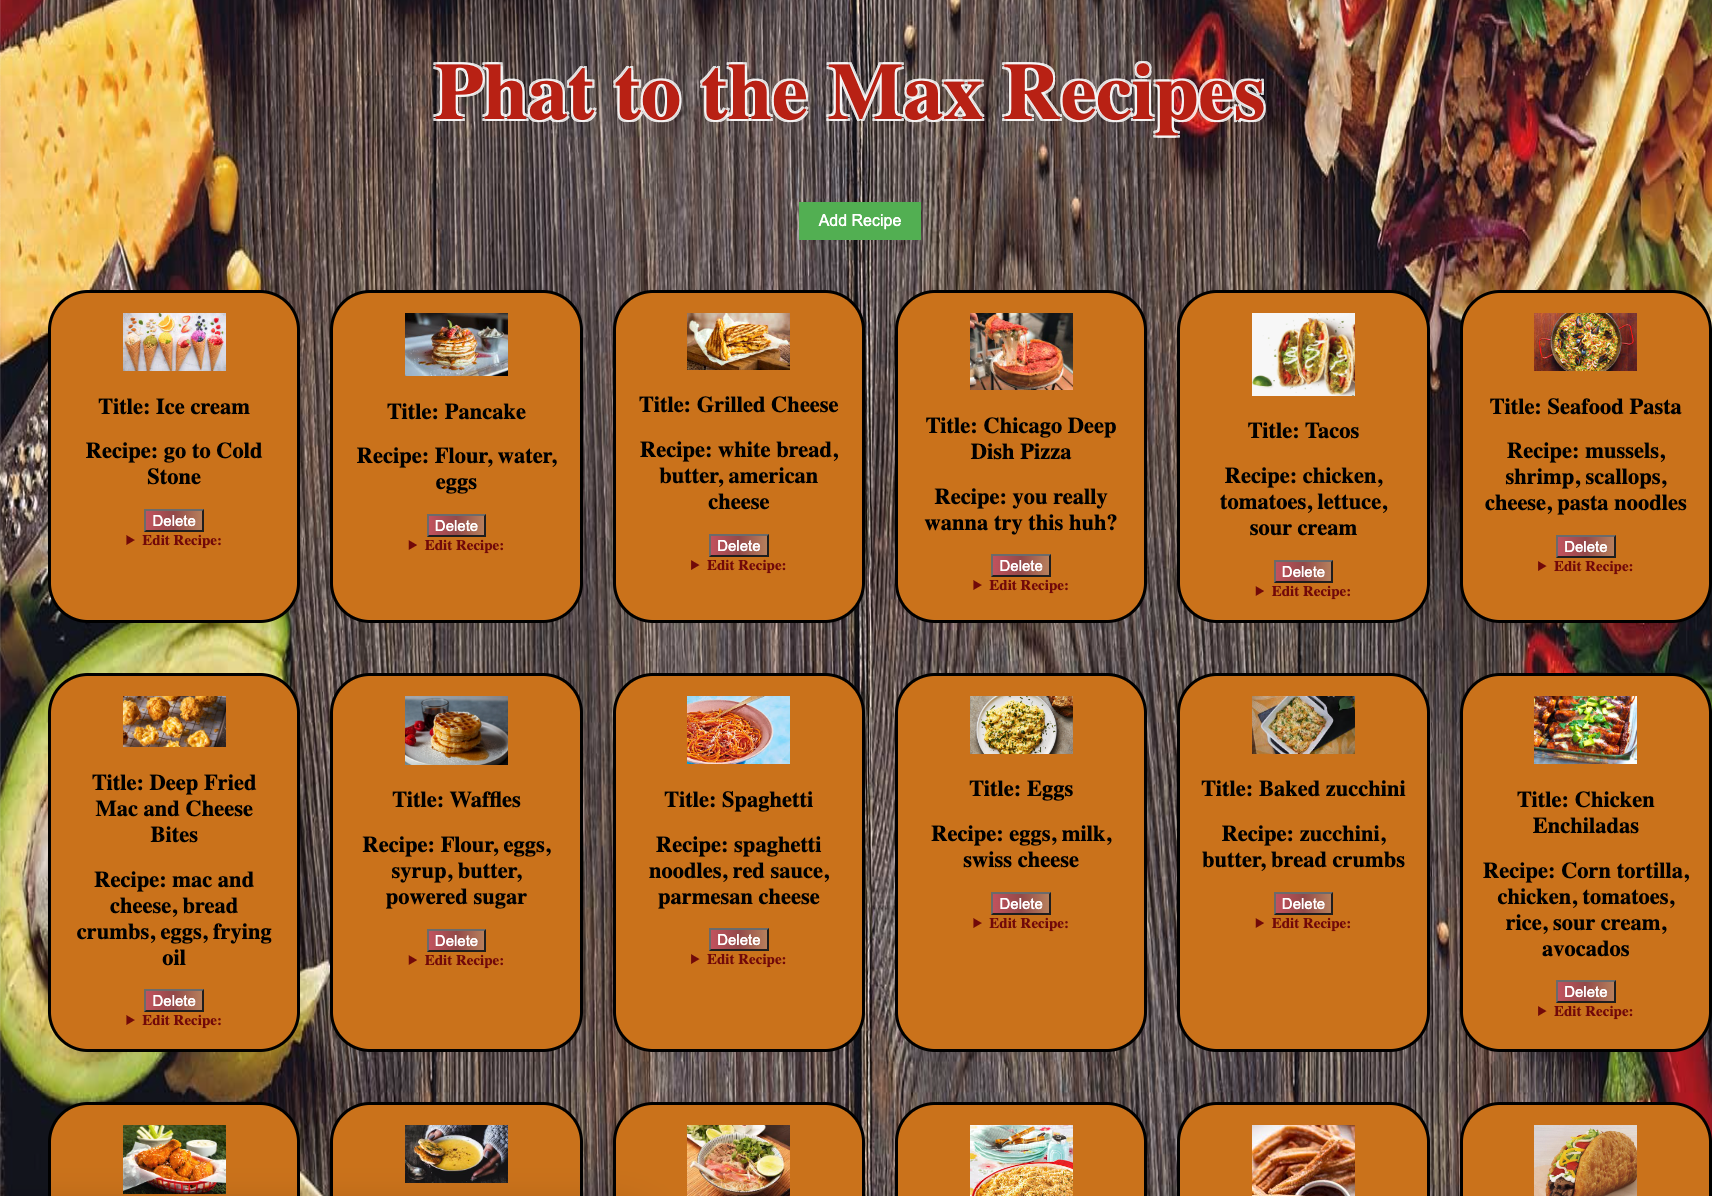 Phat to the Max Recipes
Add Recipe
Title: Ice cream
Recipe: go to Cold
Stone
Delete
Edit Recipe:
Title: Pancake
Recipe: Flour, water,
eggs
Delete
Edit Recipe:
Title: Grilled Cheese
Recipe: white bread,
butter, american
cheese
Delete
Edit Recipe:
Title: Chicago Deep
Dish Pizza
Recipe: you really
wanna try this huh?
Delete
Edit Recipe:
Title: Tacos
Recipe: chicken,
tomatoes, lettuce,
sour cream
Delete
Edit Recipe:
Title: Seafood Pasta
Recipe: mussels,
shrimp, scallops,
cheese, pasta noodles
Delete
Edit Recipe:
Title: Deep Fried
Mac and Cheese
Bites
Recipe: mac and
cheese, bread
crumbs, eggs, frying
oil
Delete
Edit Recipe:
Title: Waffles
Recipe: Flour, eggs,
syrup, butter,
powered sugar
Delete
Edit Recipe:
Title: Spaghetti
Recipe: spaghetti
noodles, red sauce,
parmesan cheese
Delete
Edit Recipe:
Title: Eggs
Recipe: eggs, milk,
swiss cheese
Delete
Edit Recipe:
Title: Baked zucchini
Recipe: zucchini,
butter, bread crumbs
Delete
Edit Recipe:
Title: Chicken
Enchiladas
Recipe: Corn tortilla,
chicken, tomatoes,
rice, sour cream,
avocados
Delete
Edit Recipe: